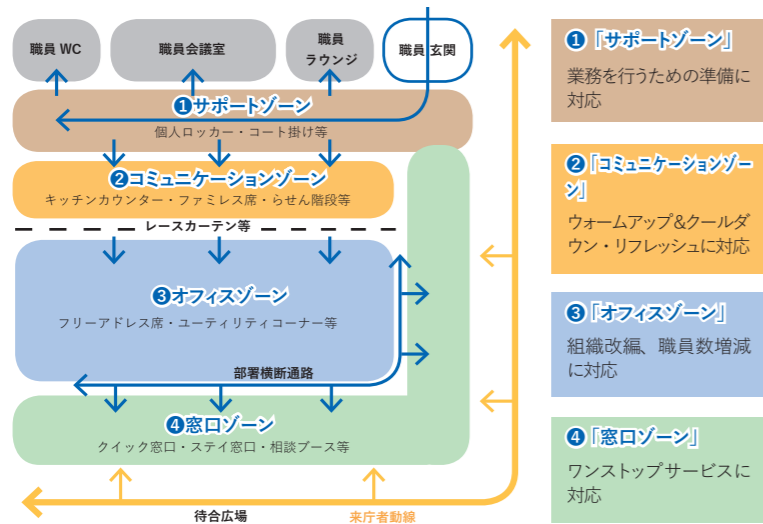 職員 WC
職員会議室
職員
ラウンジ
職員 玄関
❶サポートゾーン
個人ロッカー・コート掛け等
❷コミュニケーションゾーン
キッチンカウンター・ファミレス席・らせん階段等
レースカーテン等
❸オフィスゾーン
フリーアドレス席・ユーティリティコーナー等
部署横断通路
❹窓口ゾーン
クイック窓口・ステイ窓口・相談ブース等
待合広場
来庁者動線
❶「サポートゾーン」
業務を行うための準備に
対応
❷「コミュニケーションゾー
ン」
ウォームアップ&クールダ
ウン・リフレッシュに対応
❸「オフィスゾーン」
組織改編、職員数増減
に対応
❹「窓口ゾーン」
ワンストップサービスに
対応